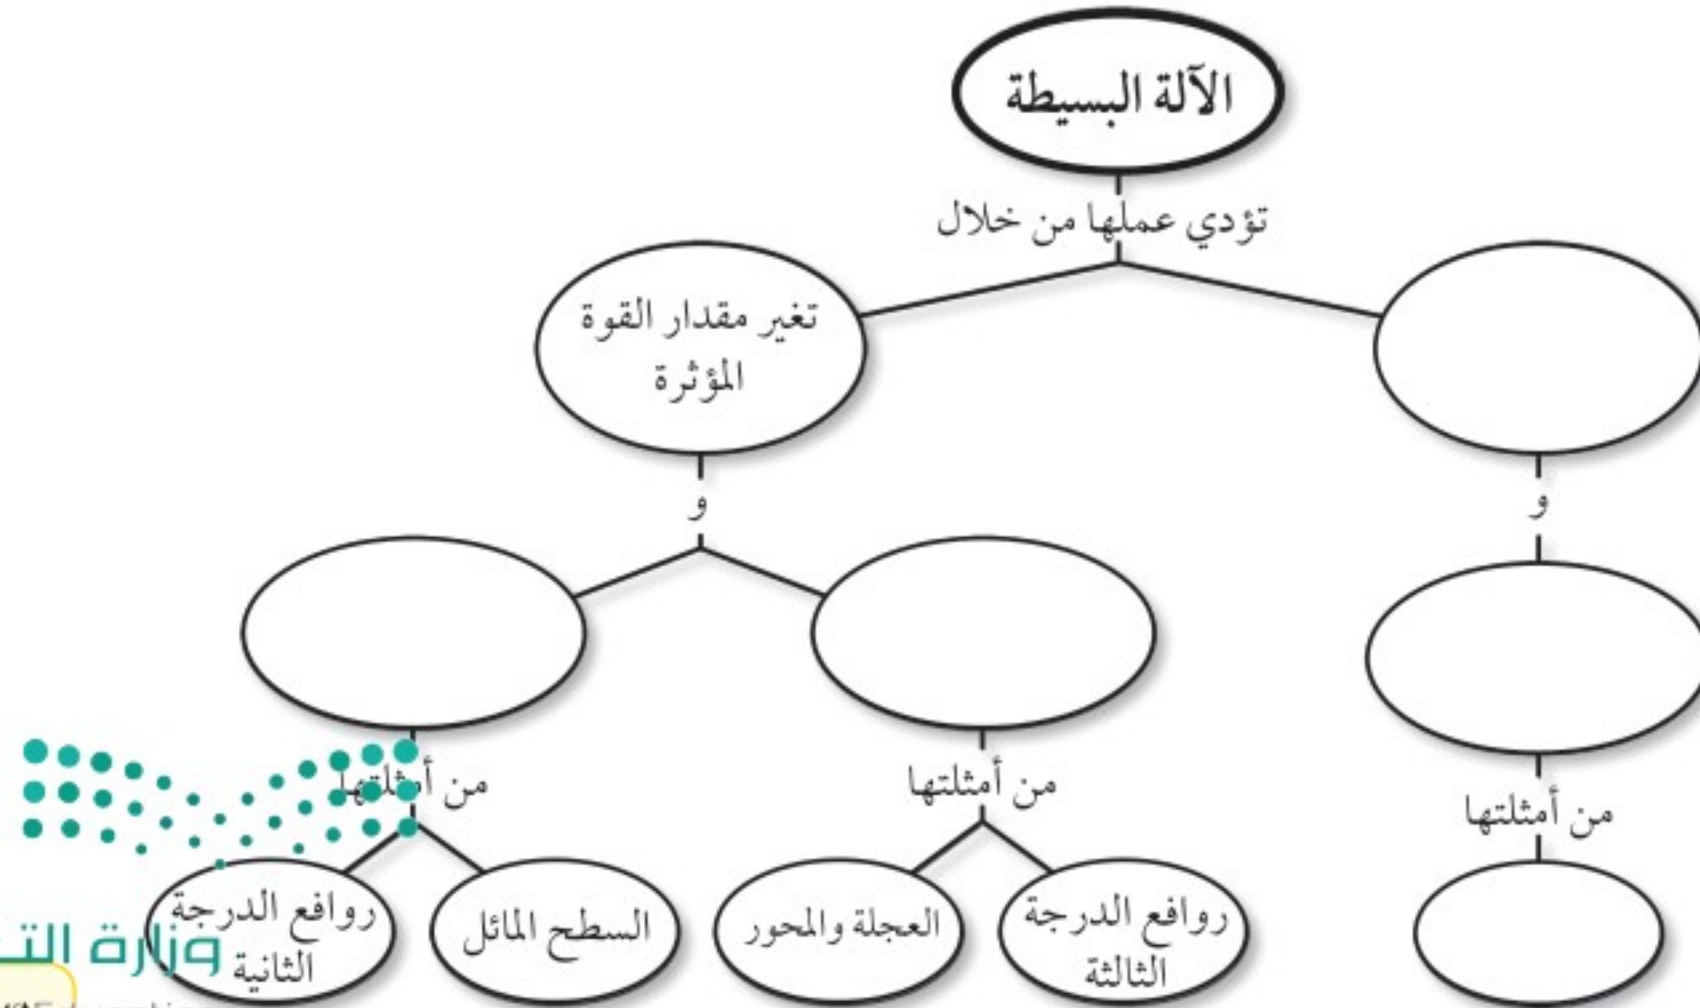 الآلة البسيطة
تؤدي عملها من خلال
تغير مقدار القوة
المؤثرة
و
و
من أمثلتها
من أمثلتها
من أمثلتها
روافع الدرجة
الثالثة
العجلة والمحور
السطح المائل
روافع الدرجة
الثانية
وزارة